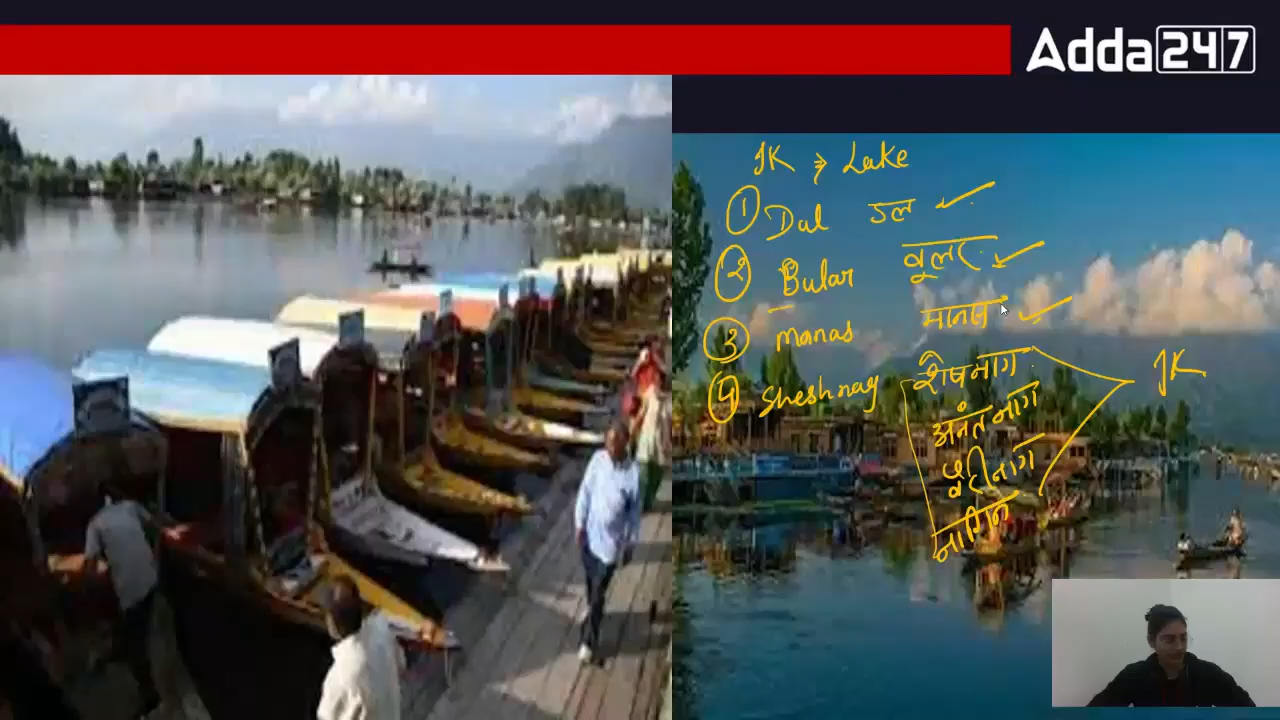 Adda247
JK → Lake
① Dal डल ✓
② Bular वूलर ✓
③ manas मानस ✓
④ Sheshnag शेषनाग
JK
अनंतनाग
वेरीनाग
नागिन